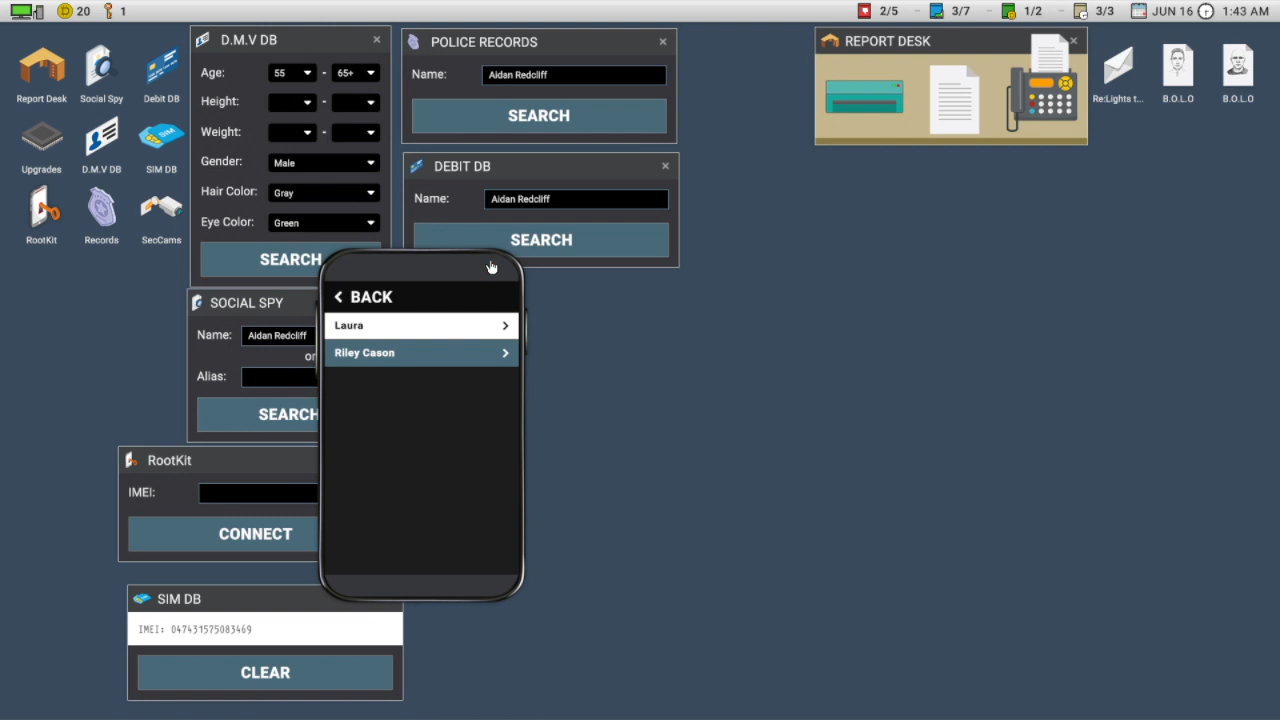 20
1
2/5
3/7
1/2
3/3
JUN 16
1:43 AM
Report Desk
Social Spy
Debit DB
Upgrades
D.M.V DB
SIM DB
RootKit
Records
SecCams
D.M.V DB
Age: 55 - 65+
Height: -
Weight: -
Gender: Male
Hair Color: Gray
Eye Color: Green
SEARCH
POLICE RECORDS
Name: Aidan Redcliff
SEARCH
DEBIT DB
Name: Aidan Redcliff
SEARCH
REPORT DESK
Re:Lights t...
B.O.L.O
B.O.L.O
SOCIAL SPY
Name: Aidan Redcliff
or
Alias:
SEARCH
BACK
Laura
Riley Cason
RootKit
IMEI:
CONNECT
SIM DB
IMEI: 047431575083469
CLEAR